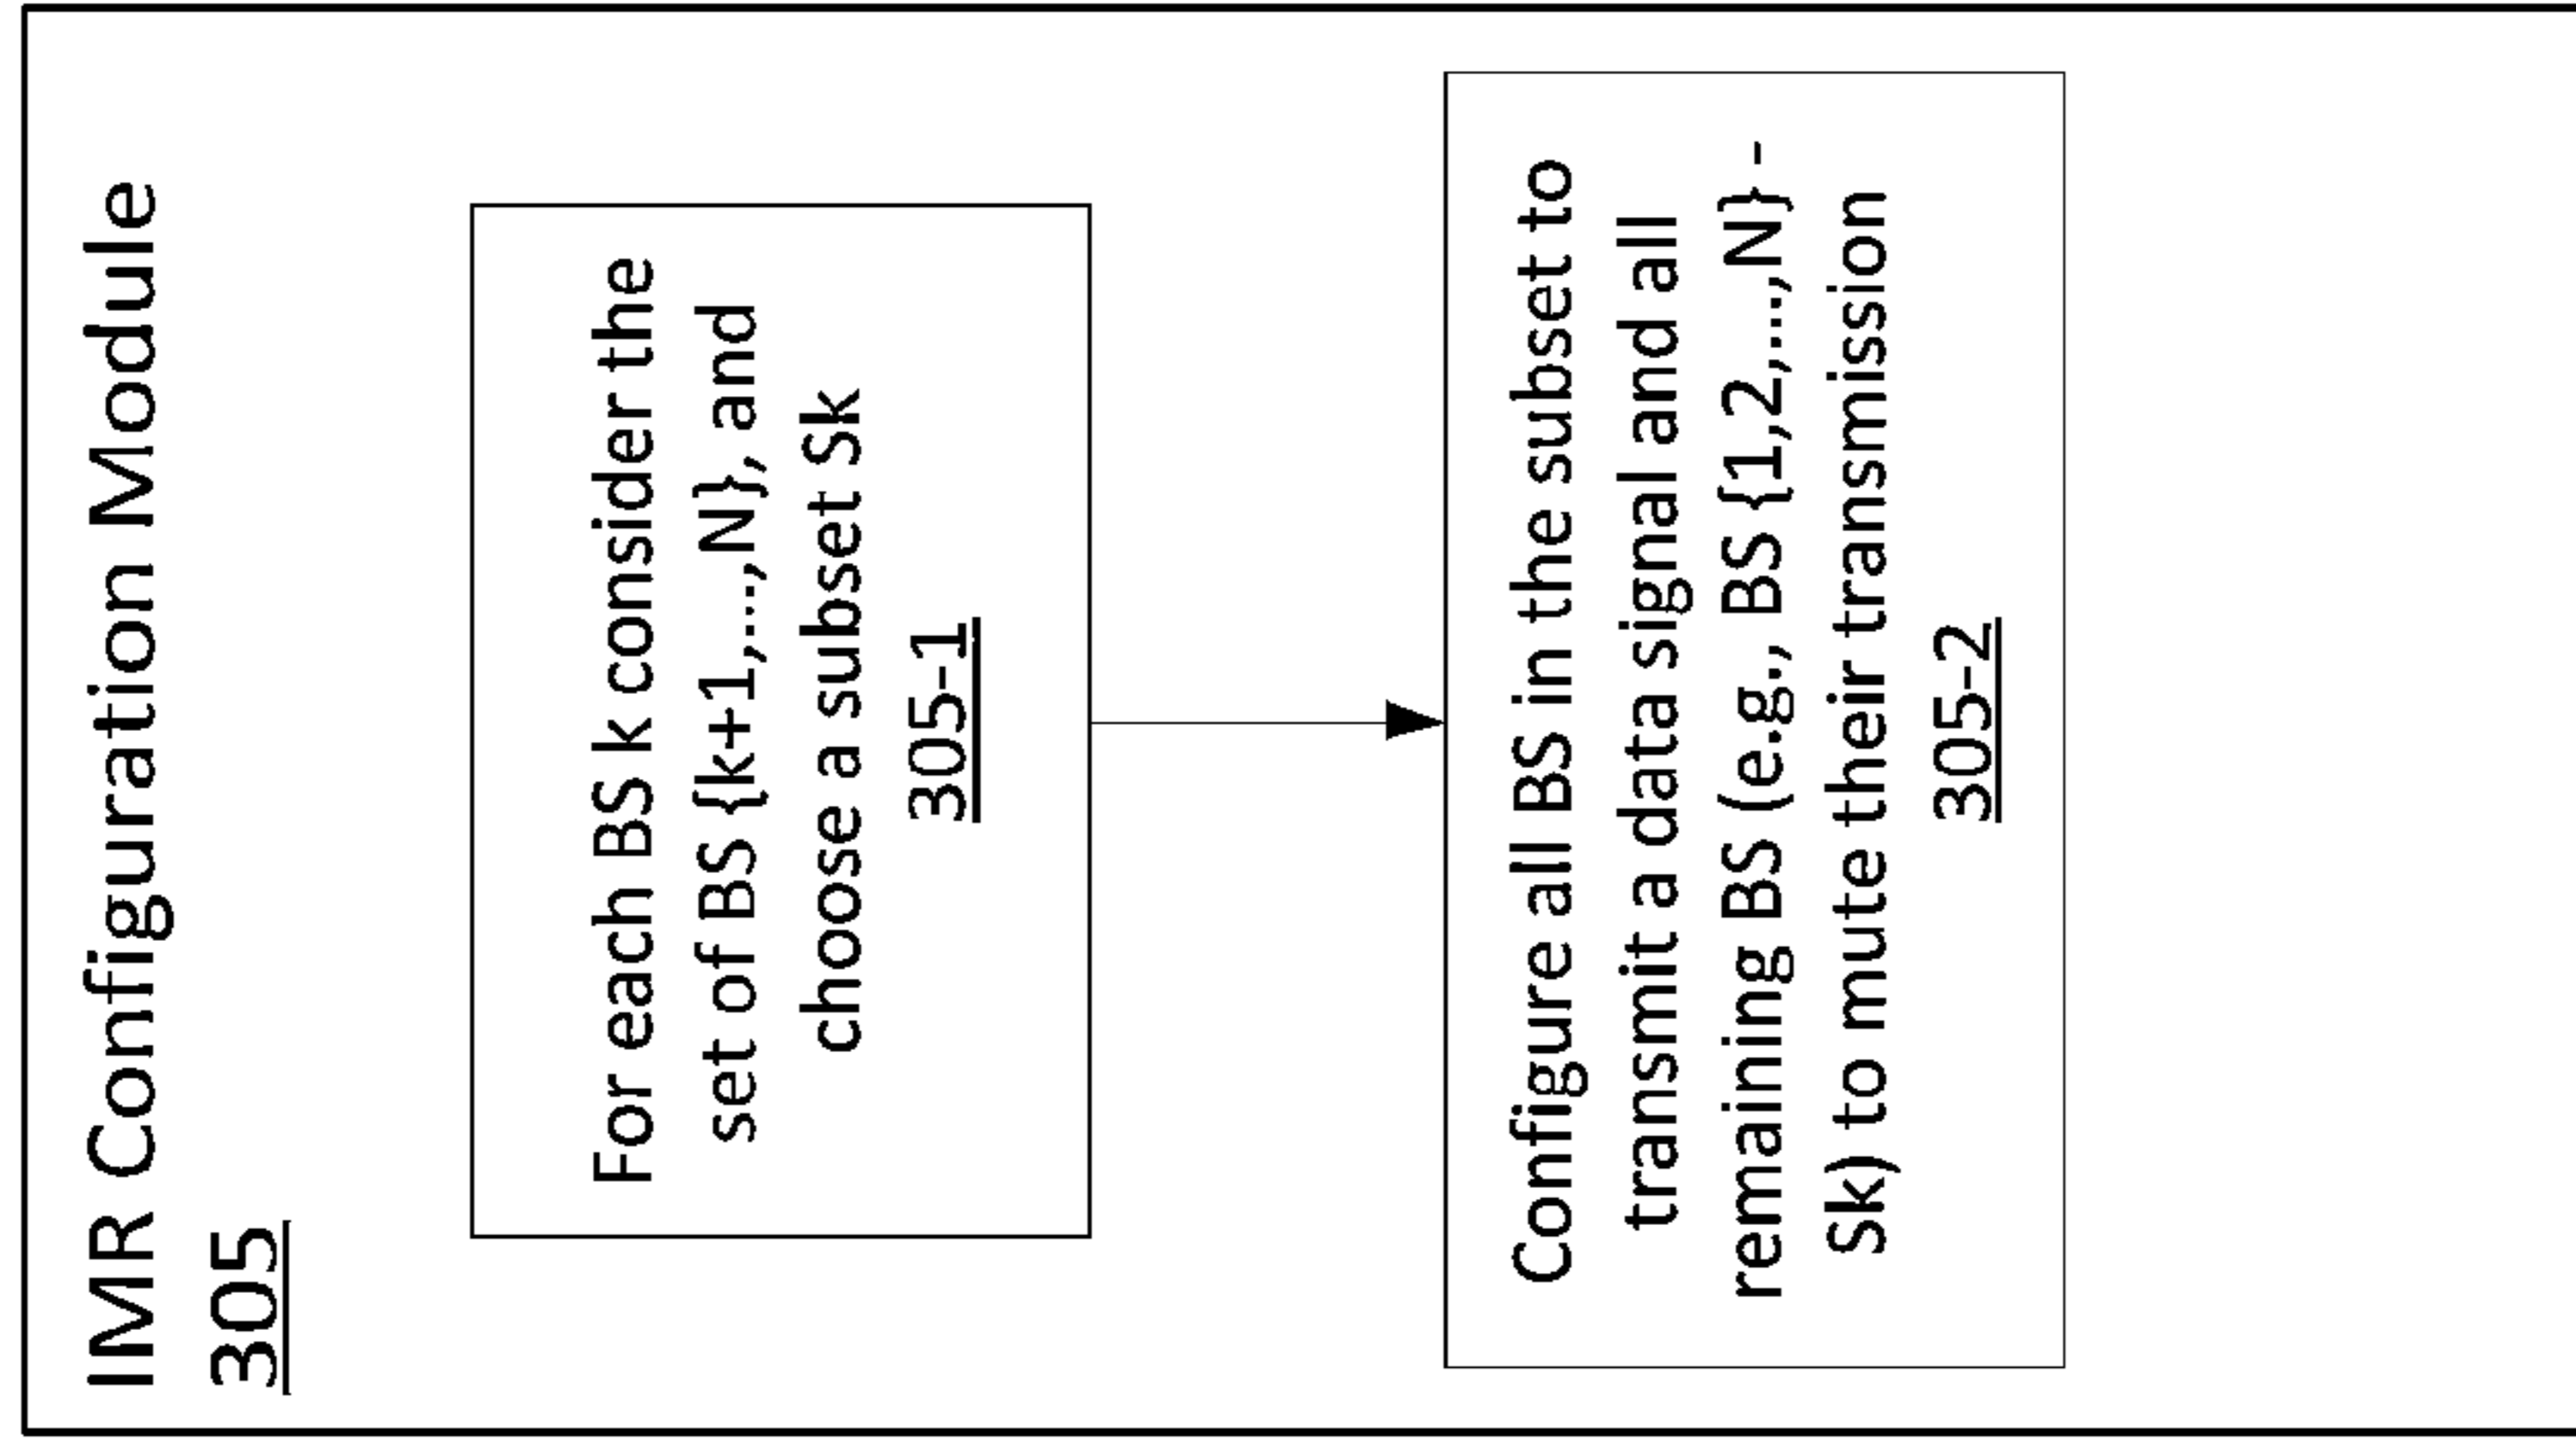 IMR Configuration Module
305
For each BS k consider the
set of BS {k+1,...,N}, and
choose a subset Sk
305-1
Configure all BS in the subset to
transmit a data signal and all
remaining BS (e.g., BS {1,2,...,N} -
Sk) to mute their transmission
305-2